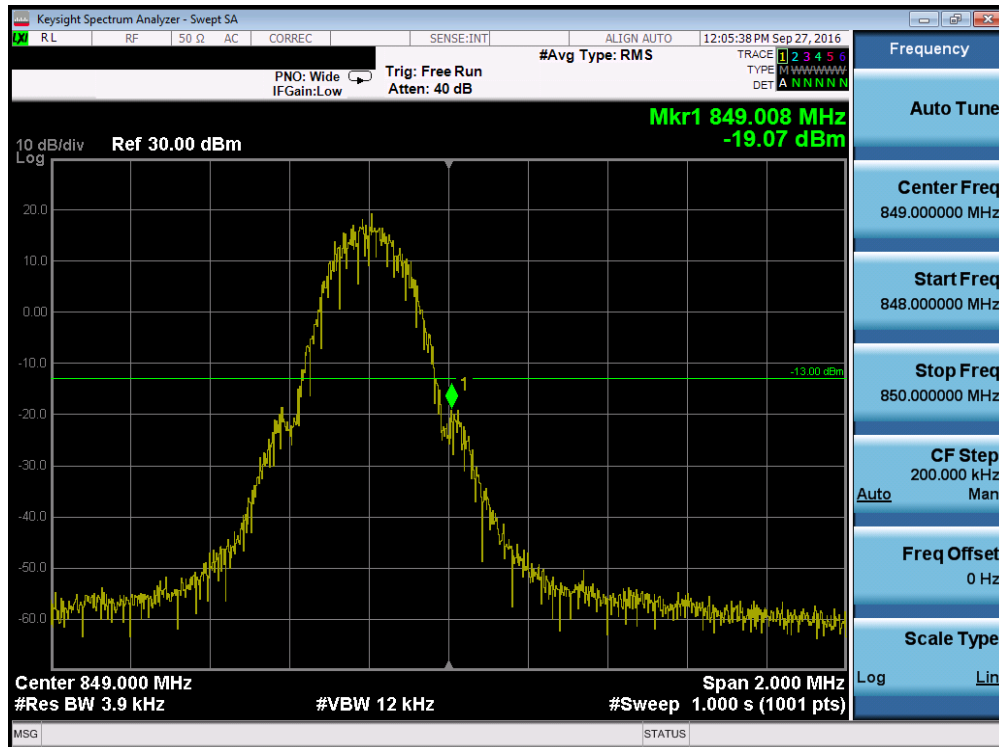 Keysight Spectrum Analyzer - Swept SA
LXI RL RF 50 Ω AC CORREC SENSE:INT ALIGN AUTO 12:05:38 PM Sep 27, 2016
PNO: Wide Trig: Free Run #Avg Type: RMS TRACE 1 2 3 4 5 6
IFGain:Low Atten: 40 dB TYPE M WWWWW
DET A N N N N N
Mkr1 849.008 MHz
-19.07 dBm
10 dB/div Ref 30.00 dBm
Log
20.0
10.0
0.00
-10.0
-13.00 dBm
1
-20.0
-30.0
-40.0
-50.0
-60.0
Center 849.000 MHz Span 2.000 MHz
#Res BW 3.9 kHz #VBW 12 kHz #Sweep 1.000 s (1001 pts)
MSG STATUS
Frequency
Auto Tune
Center Freq
849.000000 MHz
Start Freq
848.000000 MHz
Stop Freq
850.000000 MHz
CF Step
200.000 kHz
Auto Man
Freq Offset
0 Hz
Scale Type
Log Lin